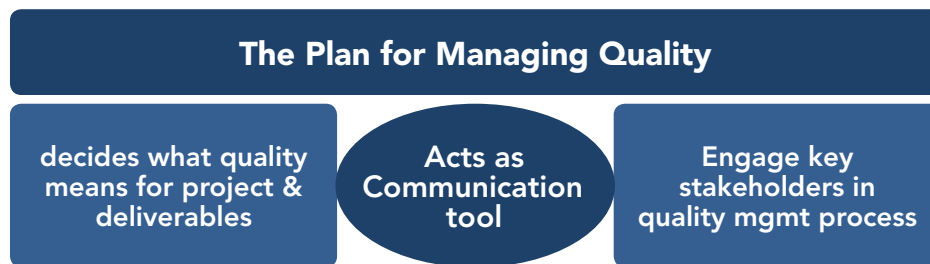 The Plan for Managing Quality
decides what quality
means for project &
deliverables
Acts as
Communication
tool
Engage key
stakeholders in
quality mgmt process